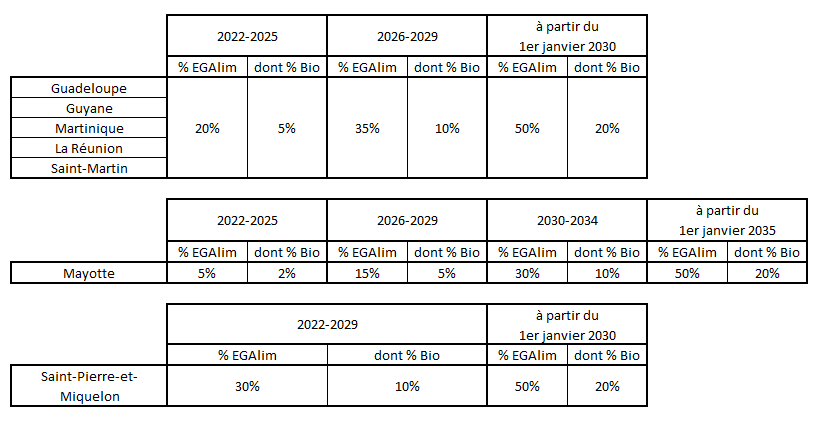 2022-2025 2026-2029 à partir du
1er janvier 2030
% EGAlim dont % Bio % EGAlim dont % Bio % EGAlim dont % Bio
Guadeloupe
Guyane
Martinique 20% 5% 35% 10% 50% 20%
La Réunion
Saint-Martin
2022-2025 2026-2029 2030-2034 à partir du
1er janvier 2035
% EGAlim dont % Bio % EGAlim dont % Bio % EGAlim dont % Bio % EGAlim dont % Bio
Mayotte 5% 2% 15% 5% 30% 10% 50% 20%
2022-2029 à partir du
1er janvier 2030
% EGAlim dont % Bio % EGAlim dont % Bio
Saint-Pierre-et-
Miquelon 30% 10% 50% 20%